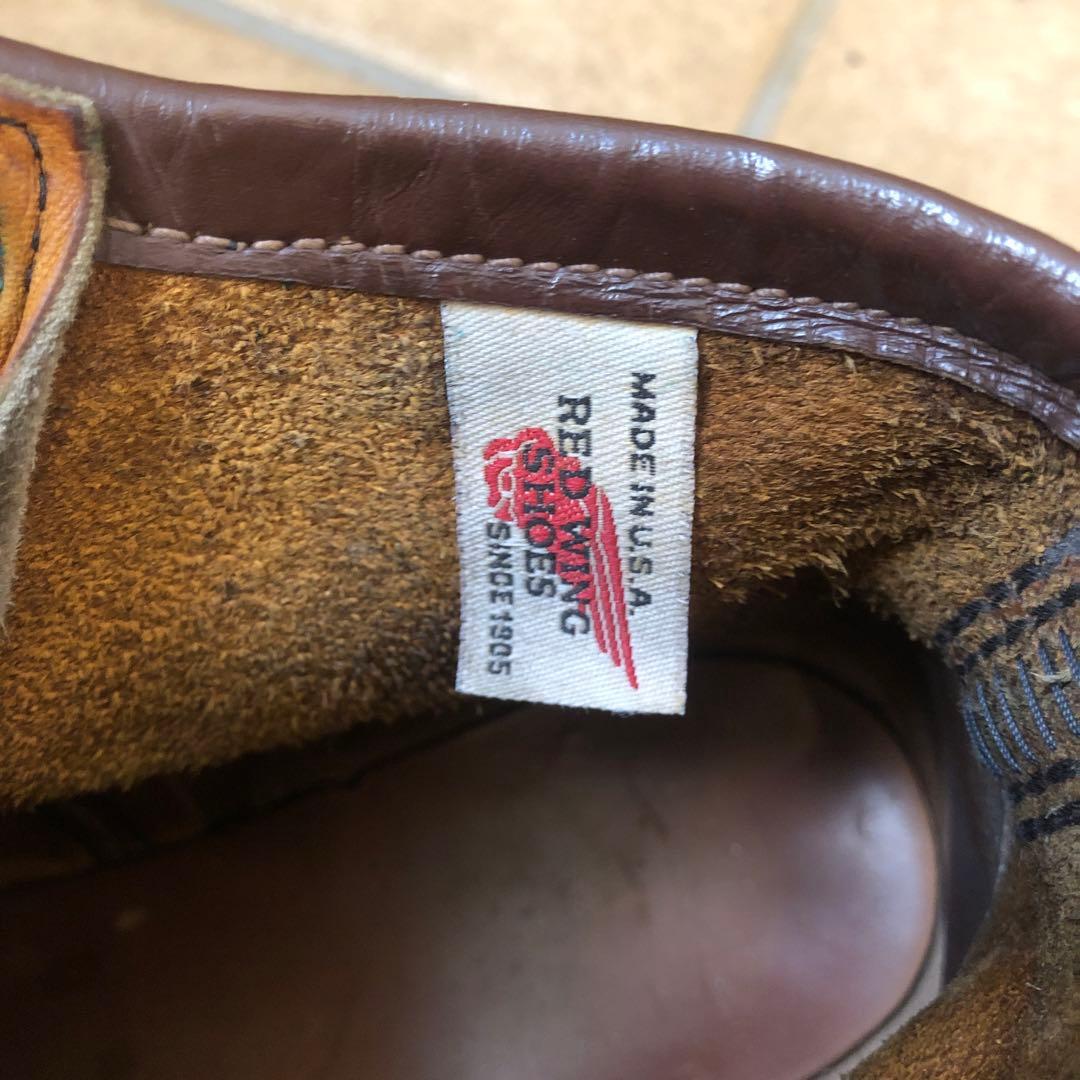 MADE IN U.S.A.
RED WING
SHOES
SINCE 1905